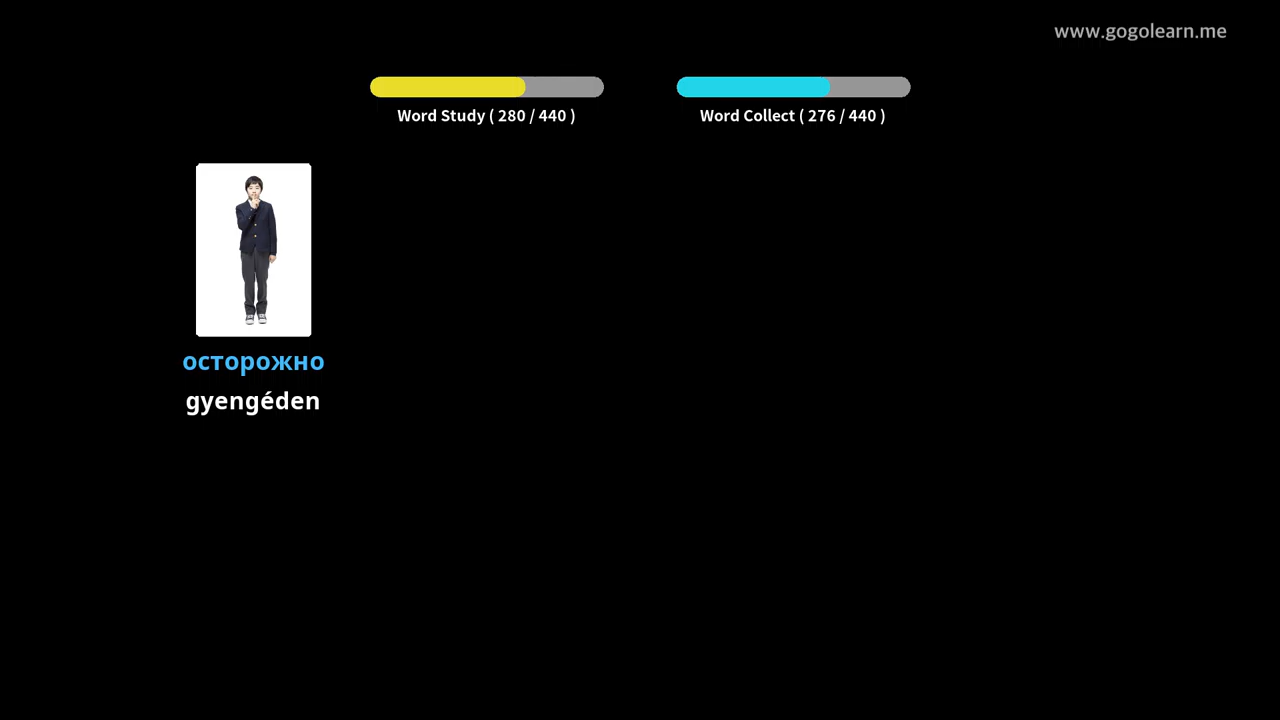 www.gogolearn.me
Word Study ( 280 / 440 )
Word Collect ( 276 / 440 )
осторожно
gyengéden